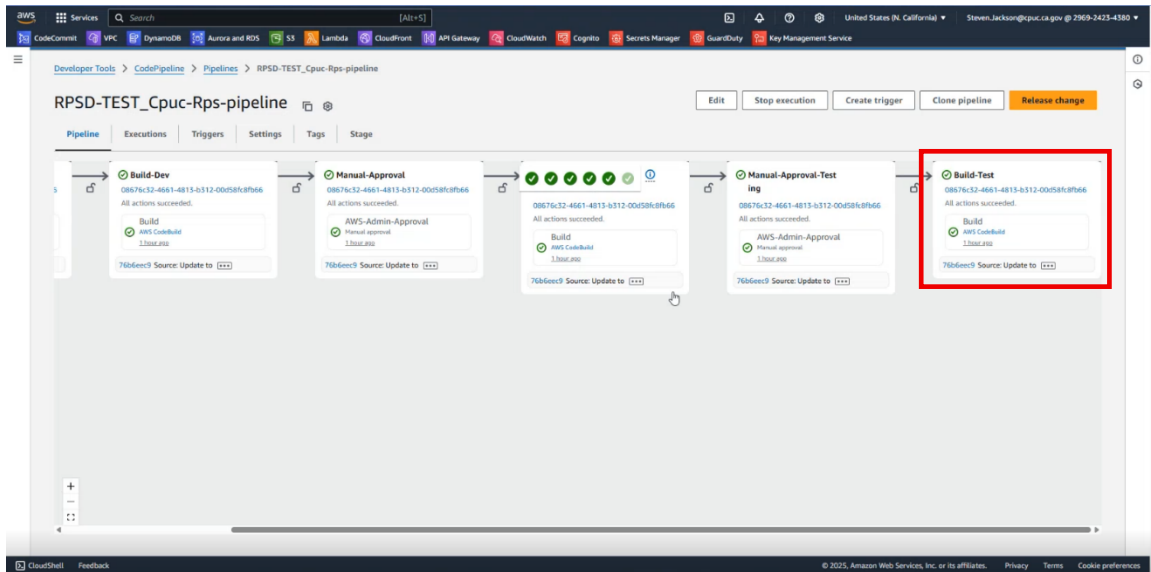 aws
Services
Search
[Alt+S]
United States (N. California)
Steven.Jackson@cpuc.ca.gov @ 2969-2423-4380
CodeCommit
VPC
DynamoDB
Aurora and RDS
S3
Lambda
CloudFront
API Gateway
CloudWatch
Cognito
Secrets Manager
GuardDuty
Key Management Service
Developer Tools > CodePipeline > Pipelines > RPSD-TEST_Cpuc-Rps-pipeline
RPSD-TEST_Cpuc-Rps-pipeline
Edit
Stop execution
Create trigger
Clone pipeline
Release change
Pipeline
Executions
Triggers
Settings
Tags
Stage
Build-Dev
08676c32-4661-4813-b312-00d58fc8fb66
All actions succeeded.
Build
AWS CodeBuild
1 hour ago
76b6eec9 Source: Update to
Manual-Approval
08676c32-4661-4813-b312-00d58fc8fb66
All actions succeeded.
AWS-Admin-Approval
Manual approval
1 hour ago
76b6eec9 Source: Update to
08676c32-4661-4813-b312-00d58fc8fb66
All actions succeeded.
Build
AWS CodeBuild
1 hour ago
76b6eec9 Source: Update to
Manual-Approval-Test
ing
08676c32-4661-4813-b312-00d58fc8fb66
All actions succeeded.
AWS-Admin-Approval
Manual approval
1 hour ago
76b6eec9 Source: Update to
Build-Test
08676c32-4661-4813-b312-00d58fc8fb66
All actions succeeded.
Build
AWS CodeBuild
1 hour ago
76b6eec9 Source: Update to
CloudShell
Feedback
© 2025, Amazon Web Services, Inc. or its affiliates.
Privacy
Terms
Cookie preferences